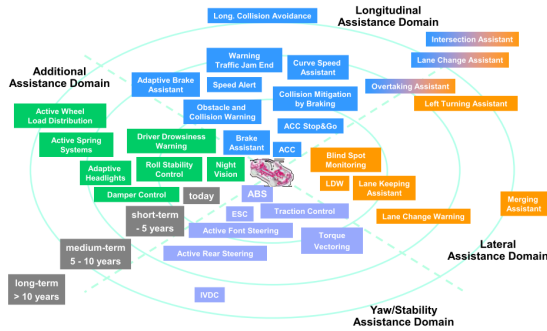 Long. Collision Avoidance
Longitudinal
Assistance Domain
Intersection Assistant
Lane Change Assistant
Warning
Traffic Jam End
Curve Speed
Assistant
Additional
Assistance Domain
Adaptive Brake
Assistant
Speed Alert
Overtaking Assistant
Collision Mitigation
by Braking
Left Turning Assistant
Active Wheel
Load Distribution
Obstacle and
Collision Warning
ACC Stop&Go
Active Spring
Systems
Driver Drowsiness
Warning
Brake
Assistant
ACC
Blind Spot
Monitoring
Adaptive
Headlights
Roll Stability
Control
Night
Vision
LDW
Lane Keeping
Assistant
Damper Control
today
ABS
Merging
Assistant
short-term
- 5 years
ESC
Traction Control
Lane Change Warning
Active Font Steering
Torque
Vectoring
medium-term
5 - 10 years
Active Rear Steering
Lateral
Assistance Domain
long-term
> 10 years
IVDC
Yaw/Stability
Assistance Domain